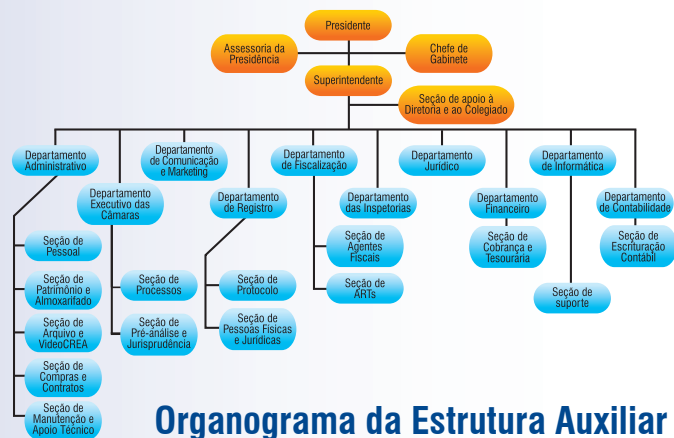 Presidente
Assessoria da
Presidência
Chefe de
Gabinete
Superintendente
Seção de apoio à
Diretoria e ao Colegiado
Departamento
Administrativo
Departamento
de Comunicação
e Marketing
Departamento
de Fiscalização
Departamento
Jurídico
Departamento
de Informática
Departamento
Executivo das
Câmaras
Departamento
de Registro
Departamento
das Inspetorias
Departamento
Financeiro
Departamento
de Contabilidade
Seção de
Pessoal
Seção de
Patrimônio e
Almoxarifado
Seção de
Arquivo e
VideoCREA
Seção de
Compras e
Contratos
Seção de
Manutenção e
Apoio Técnico
Seção de
Processos
Seção de
Pré-análise e
Jurisprudência
Seção de
Protocolo
Seção de
Pessoas Físicas
e Jurídicas
Seção de
Agentes
Fiscais
Seção de
ARTs
Seção de
Cobrança e
Tesouraria
Seção de
suporte
Seção de
Escrituração
Contábil
Organograma da Estrutura Auxiliar